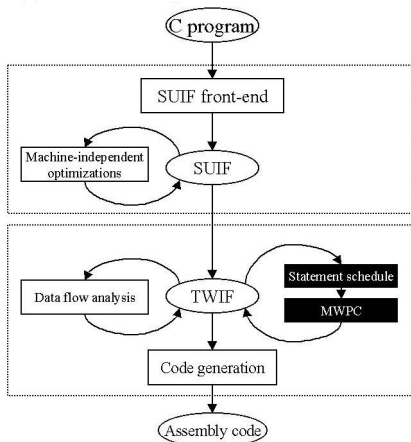 C program
SUIF front-end
Machine-independent
optimizations
SUIF
Data flow analysis
TWIF
Statement schedule
MWPC
Code generation
Assembly code